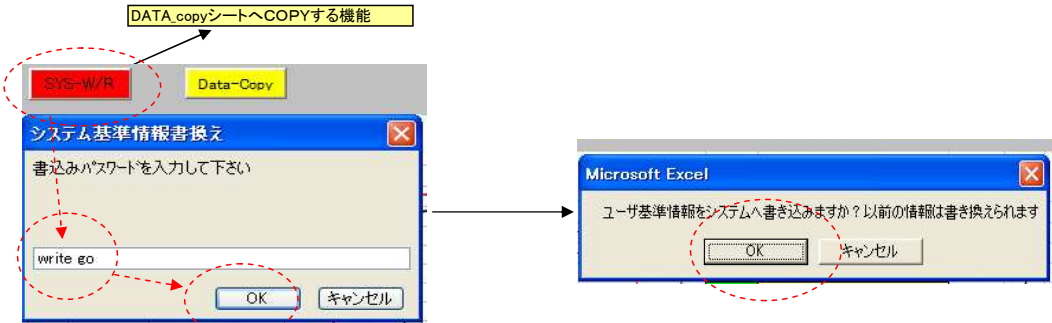 DATA_copyシートへCOPYする機能
SYS-W/R
Data-Copy
システム基準情報書換え
書込みパスワードを入力して下さい
write go
OK
キャンセル
Microsoft Excel
ユーザ基準情報をシステムへ書き込みますか？以前の情報は書き換えられます
OK
キャンセル